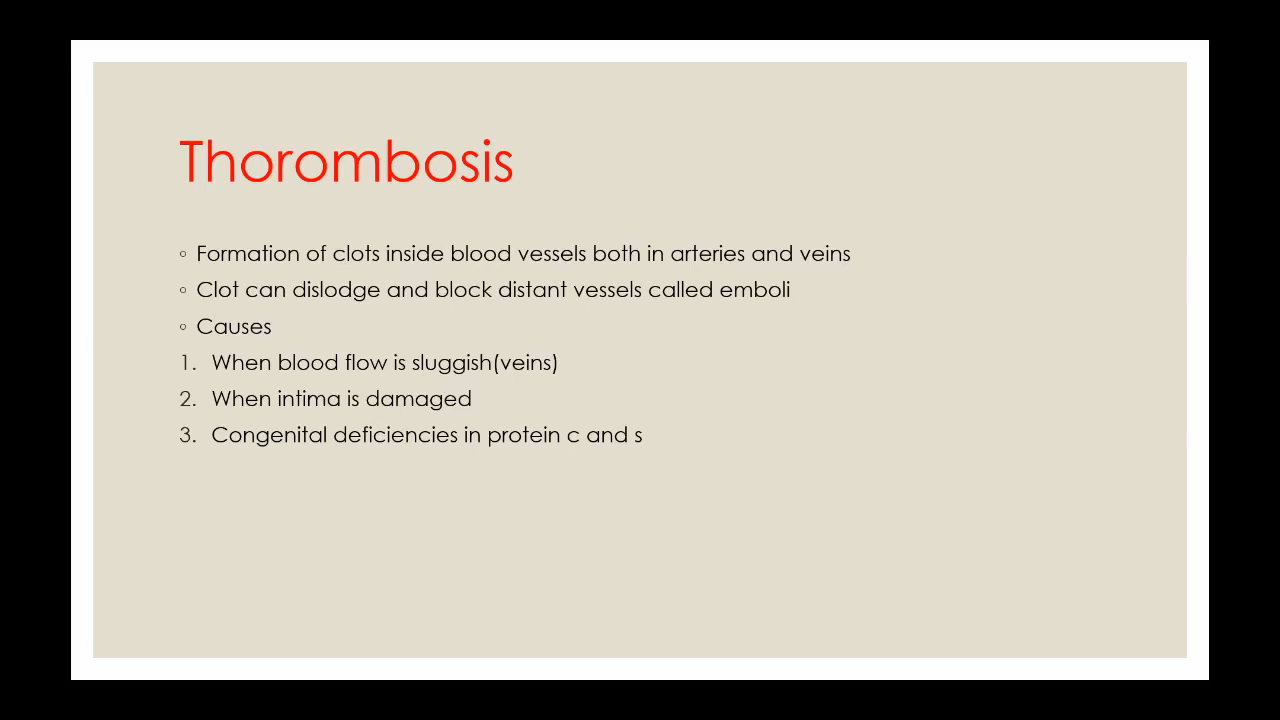 Thorombosis
◦ Formation of clots inside blood vessels both in arteries and veins
◦ Clot can dislodge and block distant vessels called emboli
◦ Causes
1. When blood flow is sluggish(veins)
2. When intima is damaged
3. Congenital deficiencies in protein c and s